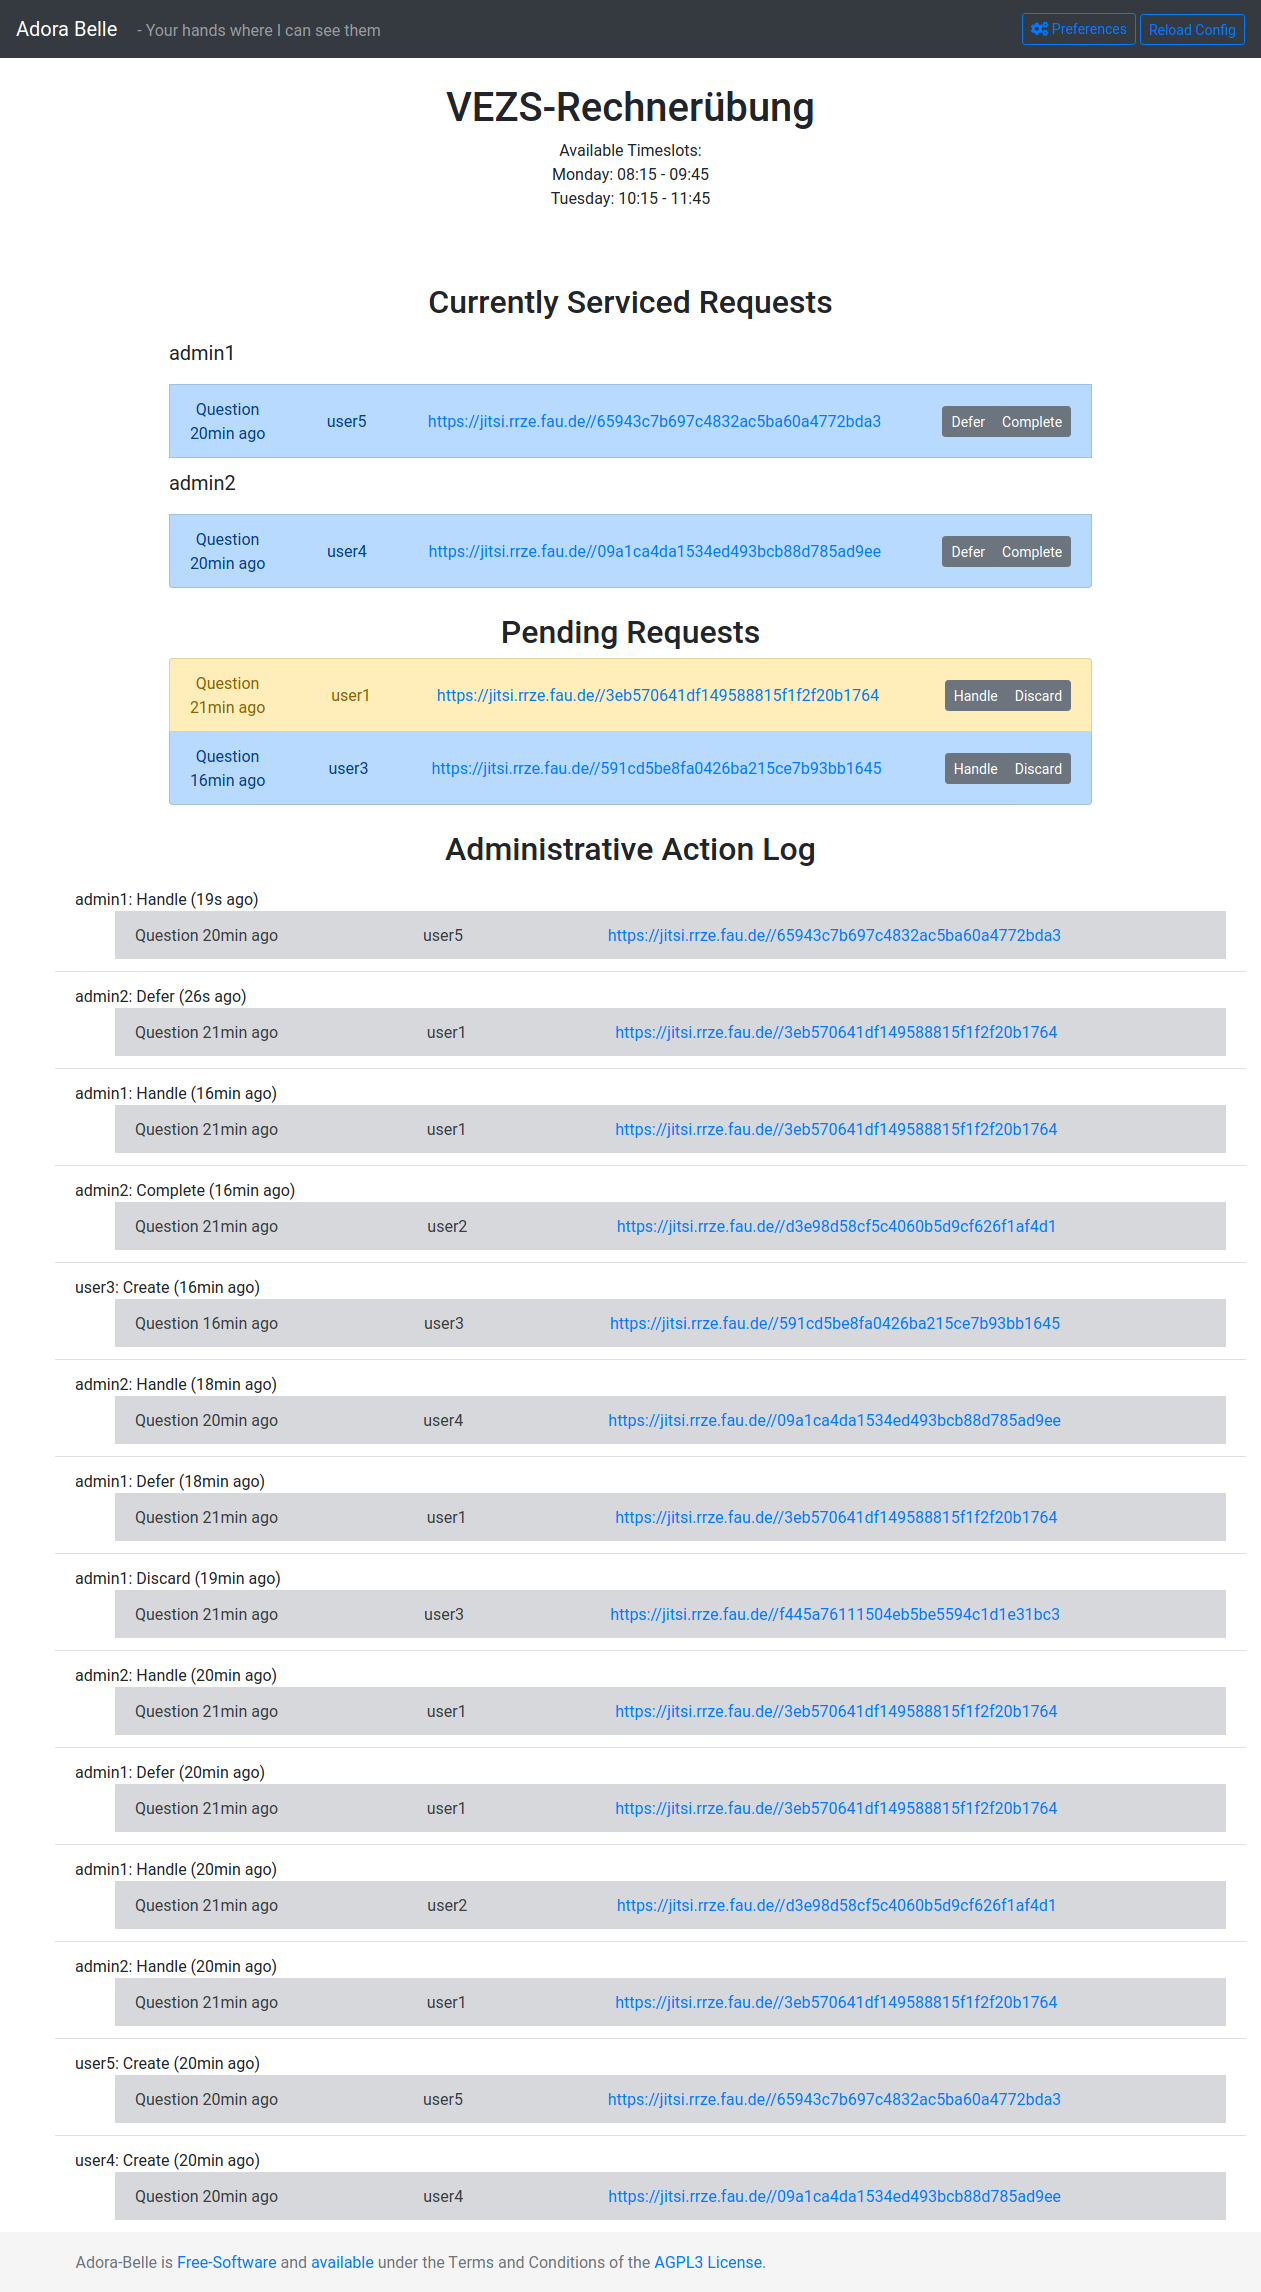 Adora Belle - Your hands where I can see them Preferences Reload Config
VEZS-Rechnerübung
Available Timeslots:
Monday: 08:15 - 09:45
Tuesday: 10:15 - 11:45
Currently Serviced Requests
admin1
Question
20min ago
user5
https://jitsi.rrze.fau.de//65943c7b697c4832ac5ba60a4772bda3
Defer Complete
admin2
Question
20min ago
user4
https://jitsi.rrze.fau.de//09a1ca4da1534ed493bcb88d785ad9ee
Defer Complete
Pending Requests
Question
21min ago
user1
https://jitsi.rrze.fau.de//3eb570641df149588815f1f2f20b1764
Handle Discard
Question
16min ago
user3
https://jitsi.rrze.fau.de//591cd5be8fa0426ba215ce7b93bb1645
Handle Discard
Administrative Action Log
admin1: Handle (19s ago)
Question 20min ago user5 https://jitsi.rrze.fau.de//65943c7b697c4832ac5ba60a4772bda3
admin2: Defer (26s ago)
Question 21min ago user1 https://jitsi.rrze.fau.de//3eb570641df149588815f1f2f20b1764
admin1: Handle (16min ago)
Question 21min ago user1 https://jitsi.rrze.fau.de//3eb570641df149588815f1f2f20b1764
admin2: Complete (16min ago)
Question 21min ago user2 https://jitsi.rrze.fau.de//d3e98d58cf5c4060b5d9cf626f1af4d1
user3: Create (16min ago)
Question 16min ago user3 https://jitsi.rrze.fau.de//591cd5be8fa0426ba215ce7b93bb1645
admin2: Handle (18min ago)
Question 20min ago user4 https://jitsi.rrze.fau.de//09a1ca4da1534ed493bcb88d785ad9ee
admin1: Defer (18min ago)
Question 21min ago user1 https://jitsi.rrze.fau.de//3eb570641df149588815f1f2f20b1764
admin1: Discard (19min ago)
Question 21min ago user3 https://jitsi.rrze.fau.de//f445a76111504eb5be5594c1d1e31bc3
admin2: Handle (20min ago)
Question 21min ago user1 https://jitsi.rrze.fau.de//3eb570641df149588815f1f2f20b1764
admin1: Defer (20min ago)
Question 21min ago user1 https://jitsi.rrze.fau.de//3eb570641df149588815f1f2f20b1764
admin1: Handle (20min ago)
Question 21min ago user2 https://jitsi.rrze.fau.de//d3e98d58cf5c4060b5d9cf626f1af4d1
admin2: Handle (20min ago)
Question 21min ago user1 https://jitsi.rrze.fau.de//3eb570641df149588815f1f2f20b1764
user5: Create (20min ago)
Question 20min ago user5 https://jitsi.rrze.fau.de//65943c7b697c4832ac5ba60a4772bda3
user4: Create (20min ago)
Question 20min ago user4 https://jitsi.rrze.fau.de//09a1ca4da1534ed493bcb88d785ad9ee
Adora-Belle is Free-Software and available under the Terms and Conditions of the AGPL3 License.